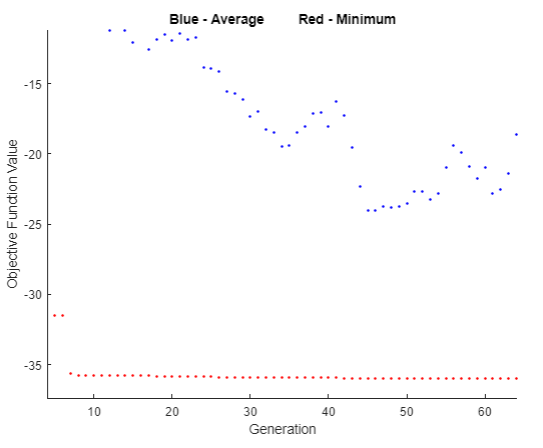 Blue - Average Red - Minimum
-15
-20
-25
-30
-35
Objective Function Value
10 20 30 40 50 60
Generation